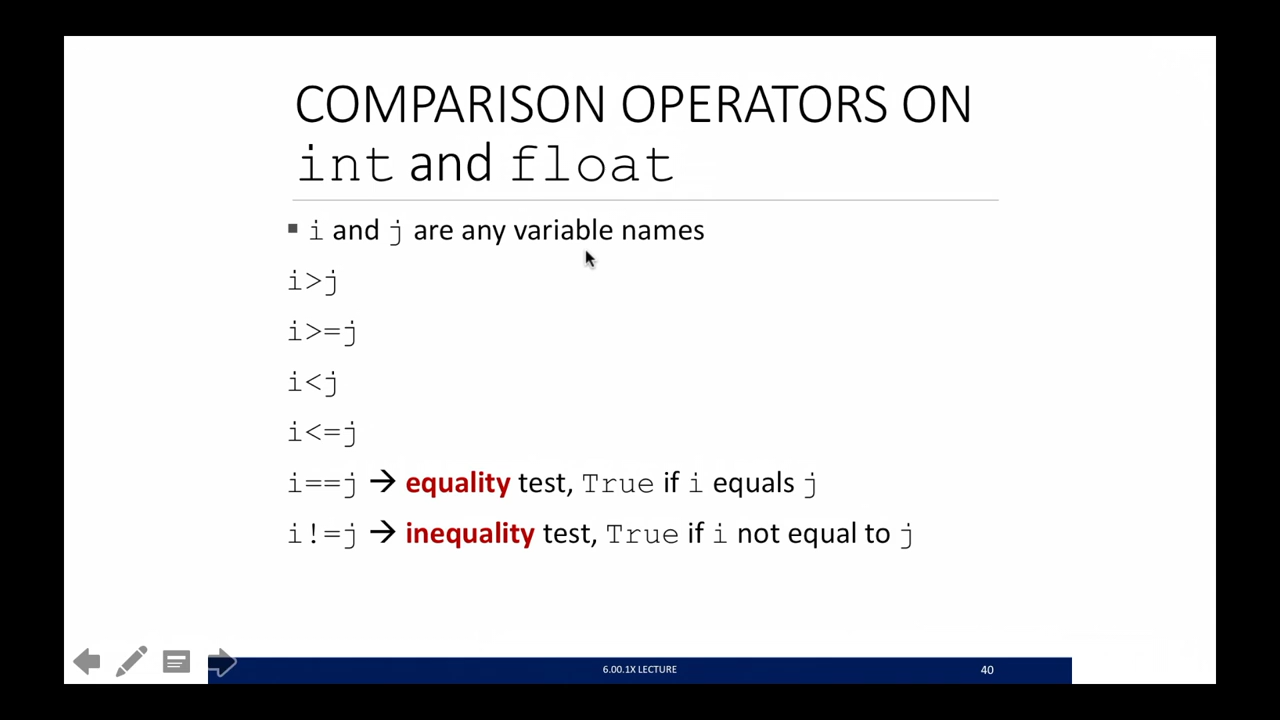 COMPARISON OPERATORS ON
int and float
▪ i and j are any variable names
i>j
i>=j
i<j
i<=j
i==j → equality test, True if i equals j
i!=j → inequality test, True if i not equal to j
6.00.1X LECTURE
40